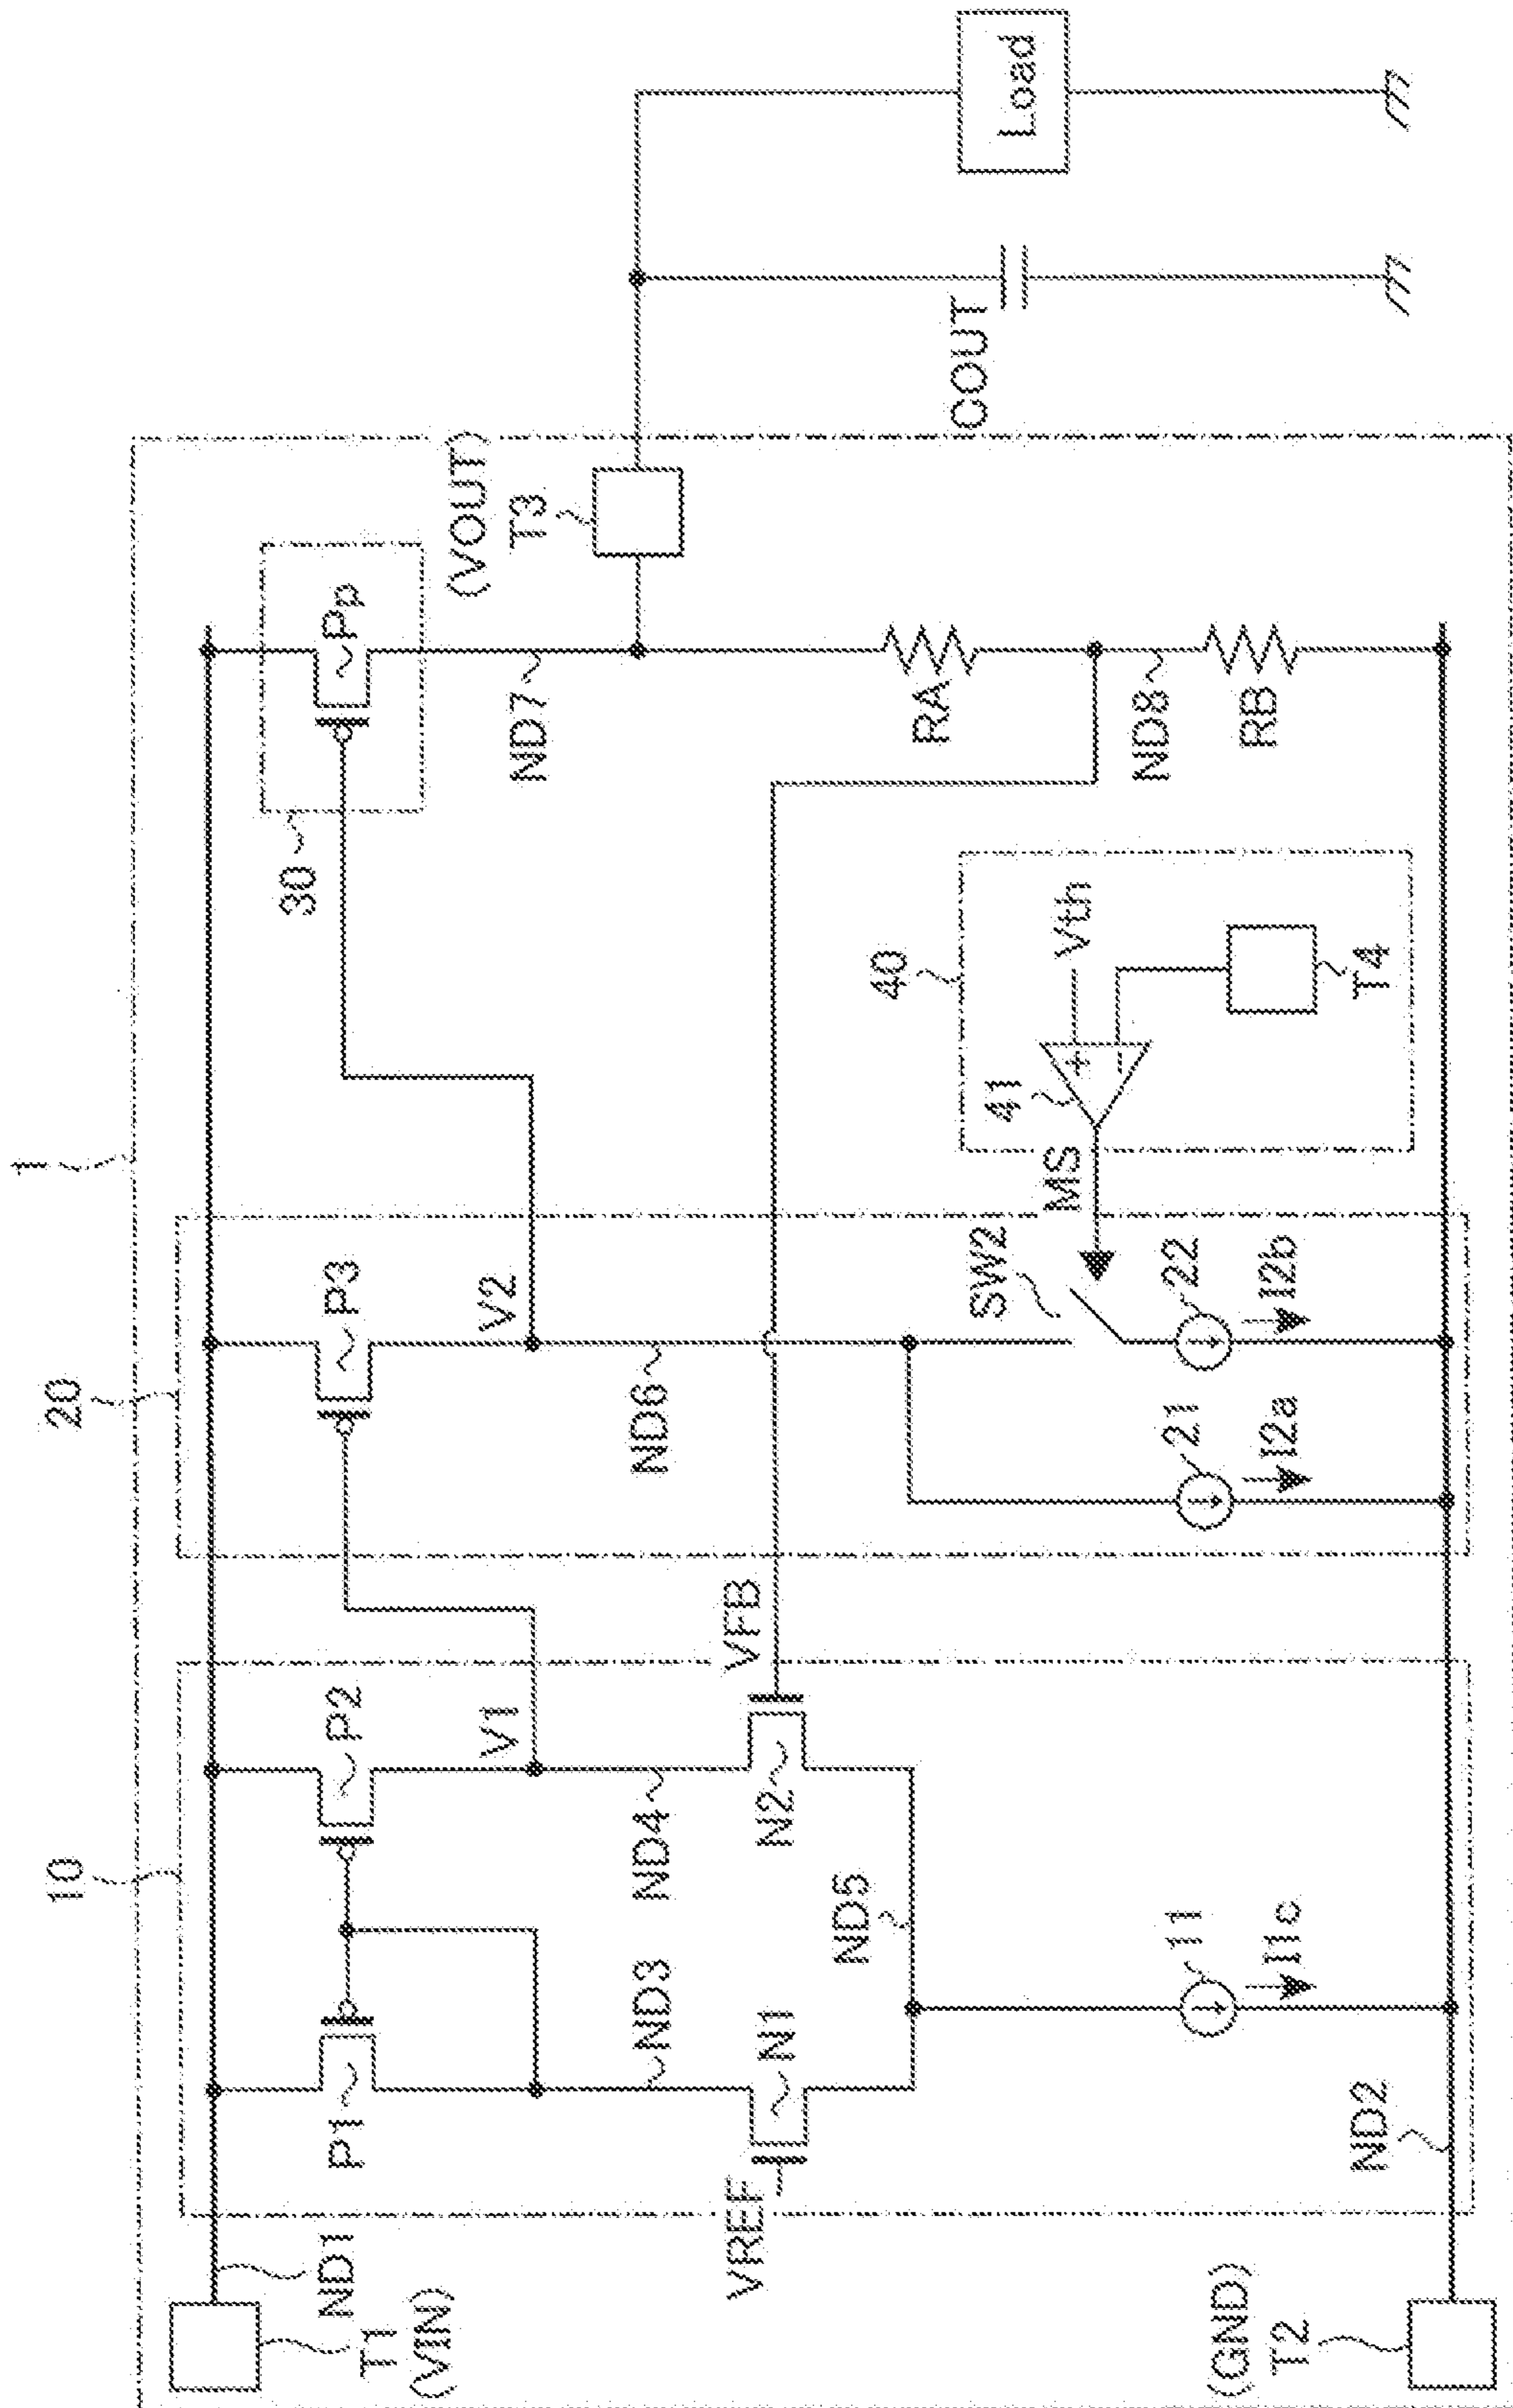 1
10
20
T1
(VIN)
ND1
P1
P2
P3
30
Pp
V1
V2
(VOUT)
T3
ND3
ND4
ND6
ND7
VREF
N1
N2
VFB
ND5
40
41
Vth
MS
SW2
T4
RA
ND8
RB
COUT
Load
11
I1c
21
I2a
22
I2b
ND2
(GND)
T2